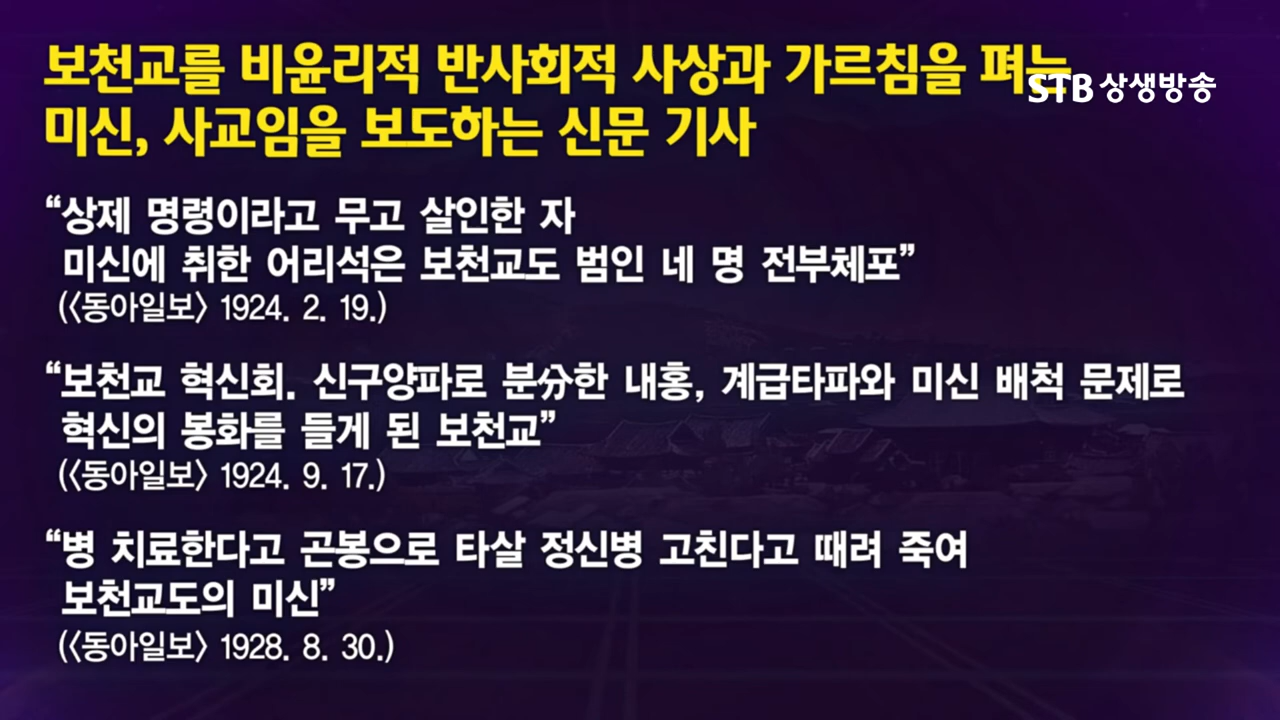 보천교를 비윤리적 반사회적 사상과 가르침을 펴는
STB 상생방송
미신, 사교임을 보도하는 신문 기사
“상제 명령이라고 무고 살인한 자
미신에 취한 어리석은 보천교도 범인 네 명 전부체포”
(〈동아일보〉 1924. 2. 19.)
“보천교 혁신회. 신구양파로 분分한 내홍, 계급타파와 미신 배척 문제로
혁신의 봉화를 들게 된 보천교”
(〈동아일보〉 1924. 9. 17.)
“병 치료한다고 곤봉으로 타살 정신병 고친다고 때려 죽여
보천교도의 미신”
(〈동아일보〉 1928. 8. 30.)